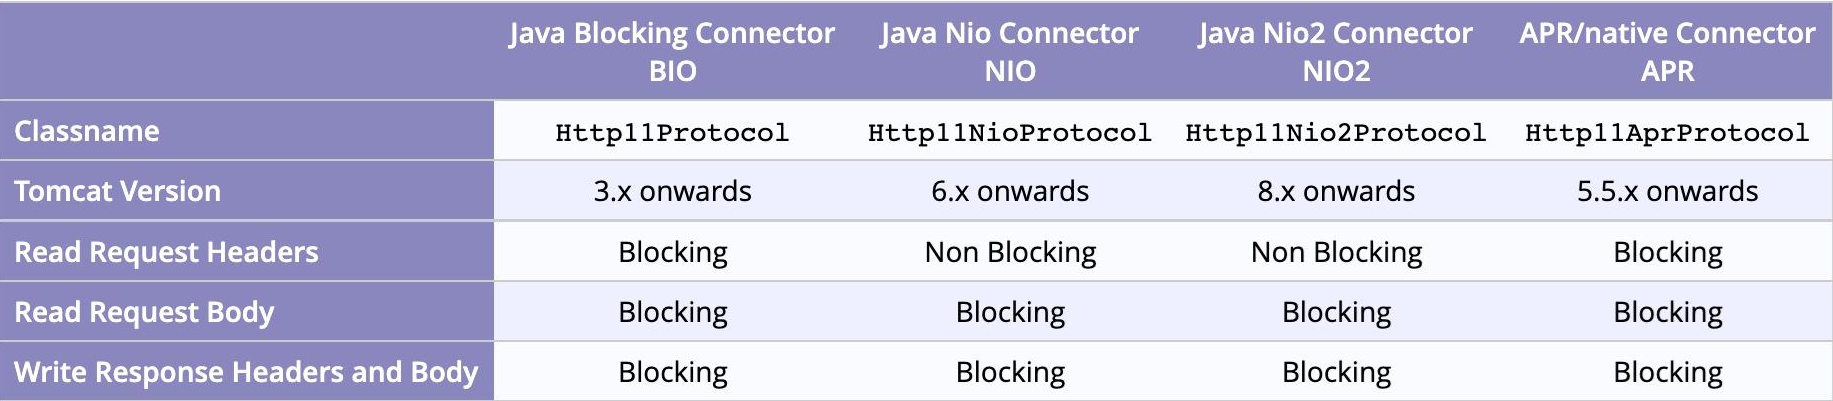 Java Blocking Connector Java Nio Connector Java Nio2 Connector APR/native Connector
BIO NIO NIO2 APR
Classname Http11Protocol Http11NioProtocol Http11Nio2Protocol Http11AprProtocol
Tomcat Version 3.x onwards 6.x onwards 8.x onwards 5.5.x onwards
Read Request Headers Blocking Non Blocking Non Blocking Blocking
Read Request Body Blocking Blocking Blocking Blocking
Write Response Headers and Body Blocking Blocking Blocking Blocking